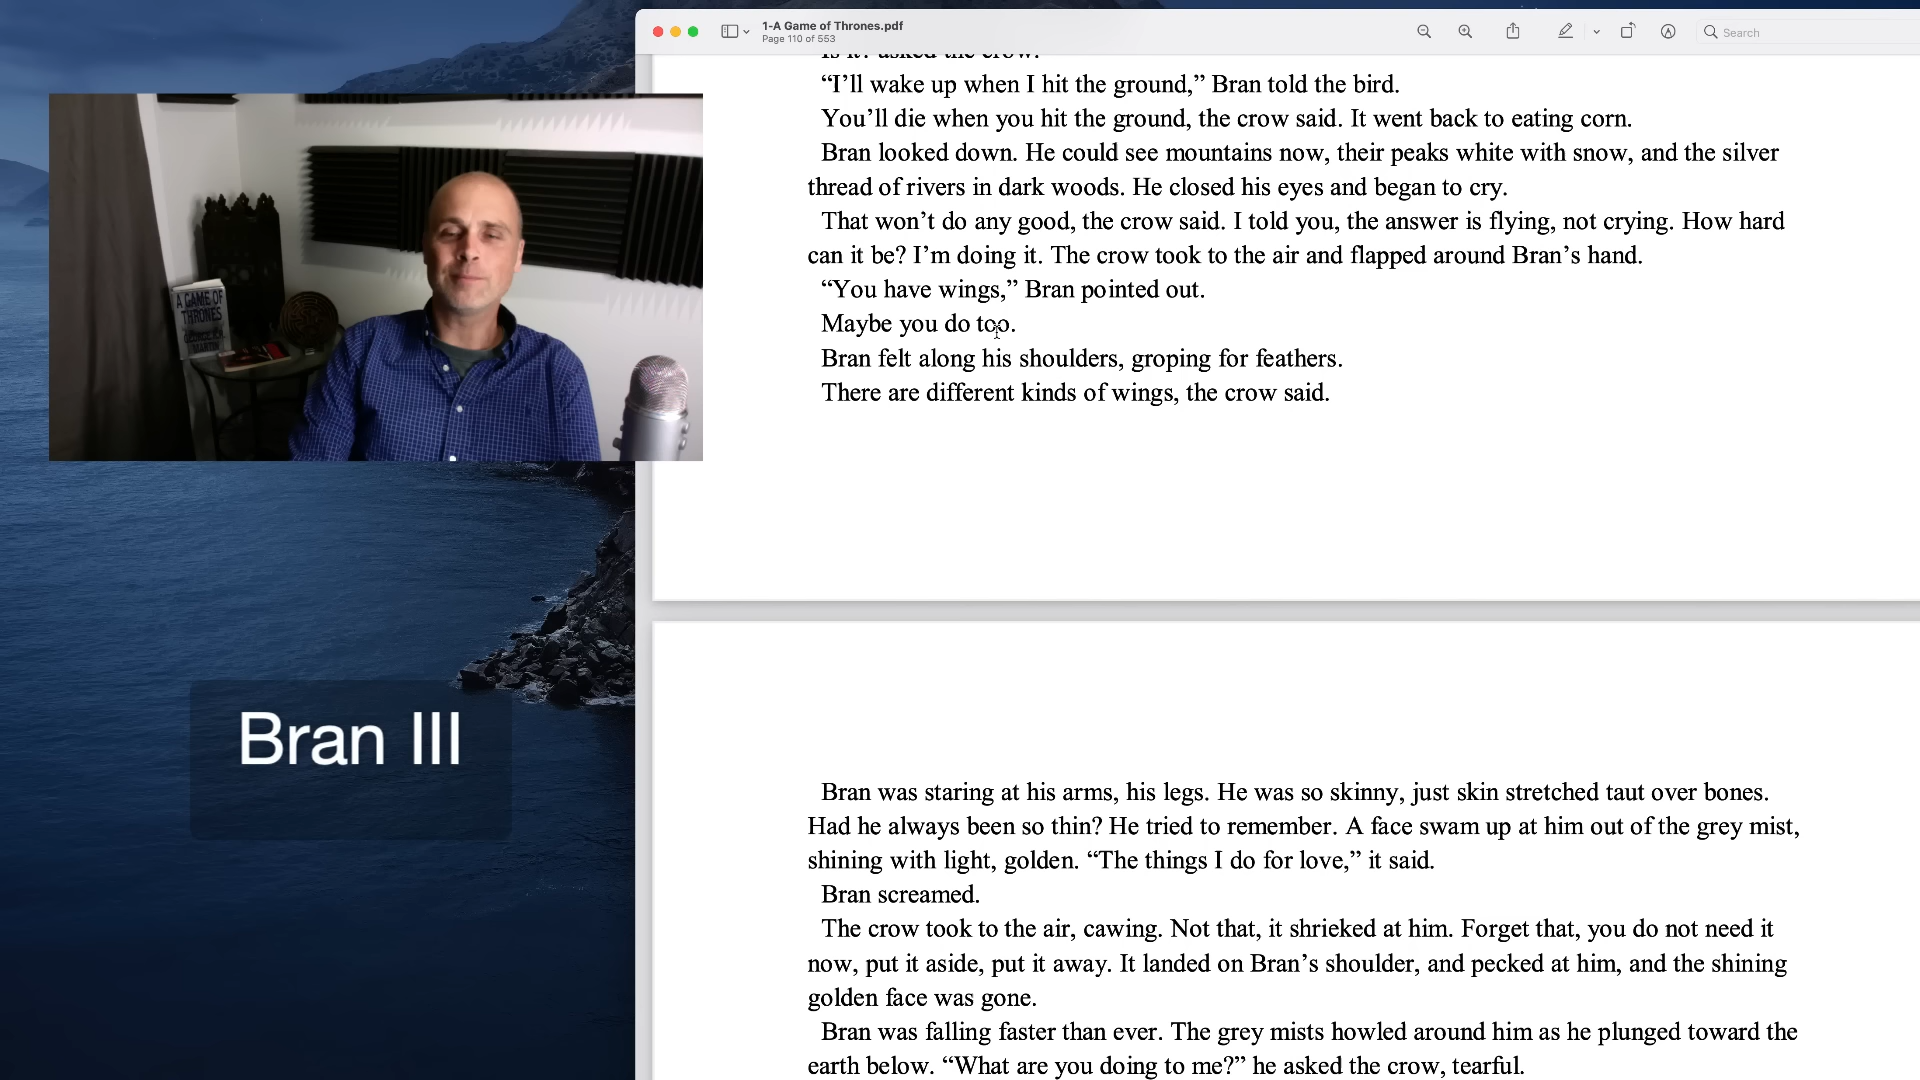 1-A Game of Thrones.pdf
Page 110 of 553
Search
Is it? asked the crow.
“I’ll wake up when I hit the ground,” Bran told the bird.
You’ll die when you hit the ground, the crow said. It went back to eating corn.
Bran looked down. He could see mountains now, their peaks white with snow, and the silver
thread of rivers in dark woods. He closed his eyes and began to cry.
That won’t do any good, the crow said. I told you, the answer is flying, not crying. How hard
can it be? I’m doing it. The crow took to the air and flapped around Bran’s hand.
“You have wings,” Bran pointed out.
Maybe you do too.
Bran felt along his shoulders, groping for feathers.
There are different kinds of wings, the crow said.
A GAME OF
THRONES
GEORGE R.R.
MARTIN
Bran III
Bran was staring at his arms, his legs. He was so skinny, just skin stretched taut over bones.
Had he always been so thin? He tried to remember. A face swam up at him out of the grey mist,
shining with light, golden. “The things I do for love,” it said.
Bran screamed.
The crow took to the air, cawing. Not that, it shrieked at him. Forget that, you do not need it
now, put it aside, put it away. It landed on Bran’s shoulder, and pecked at him, and the shining
golden face was gone.
Bran was falling faster than ever. The grey mists howled around him as he plunged toward the
earth below. “What are you doing to me?” he asked the crow, tearful.